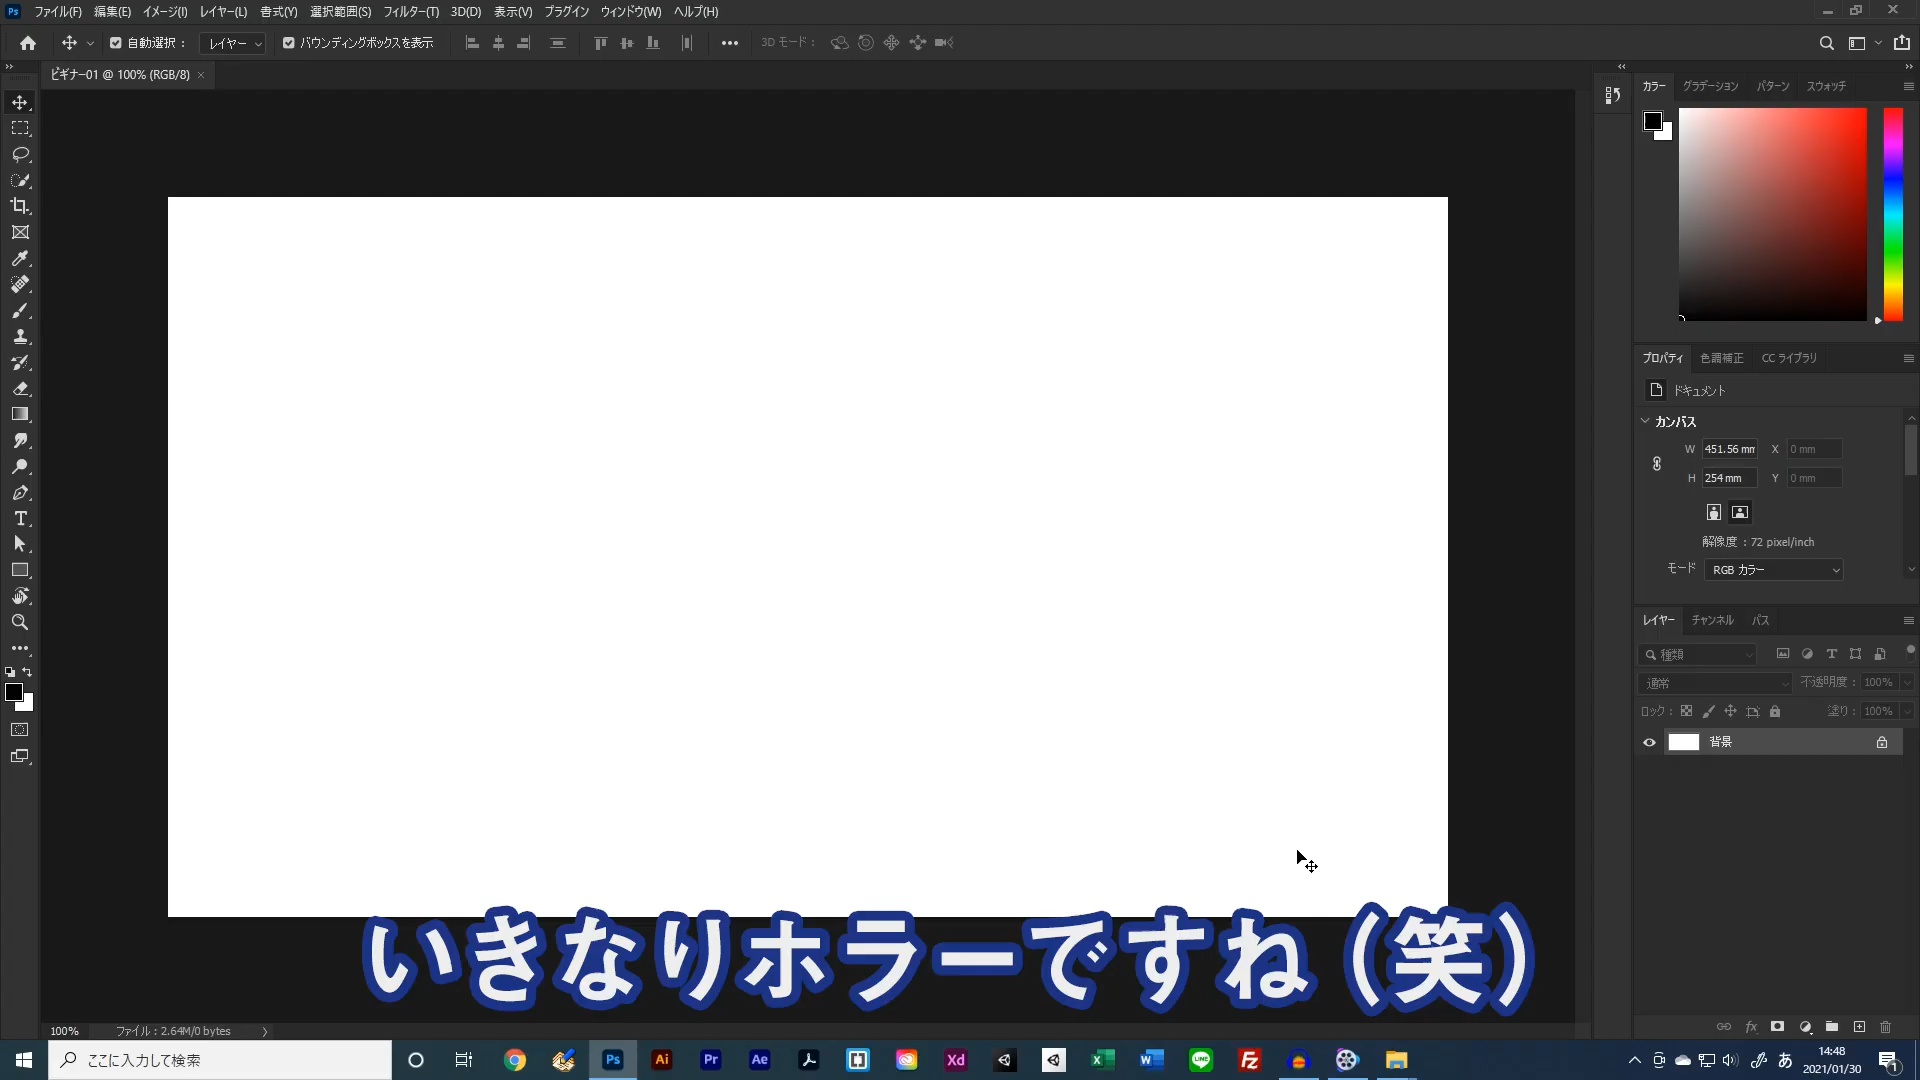 Ps ファイル(F) 編集(E) イメージ(I) レイヤー(L) 書式(Y) 選択範囲(S) フィルター(T) 3D(D) 表示(V) プラグイン ウィンドウ(W) ヘルプ(H)
自動選択： レイヤー バウンディングボックスを表示 3D モード：
ビギナー01 @ 100% (RGB/8)
カラー グラデーション パターン スウォッチ
プロパティ 色調補正 CC ライブラリ
ドキュメント
カンバス
W 451.56 mm X 0 mm
H 254 mm Y 0 mm
解像度：72 pixel/inch
モード RGB カラー
レイヤー チャンネル パス
種類
通常 不透明度： 100%
ロック： 塗り： 100%
背景
fx
いきなりホラーですね（笑）
100% ファイル：2.64M/0 bytes
ここに入力して検索
Ps Ai Pr Ae Xd LINE Fz
あ 14:48
2021/01/30
1